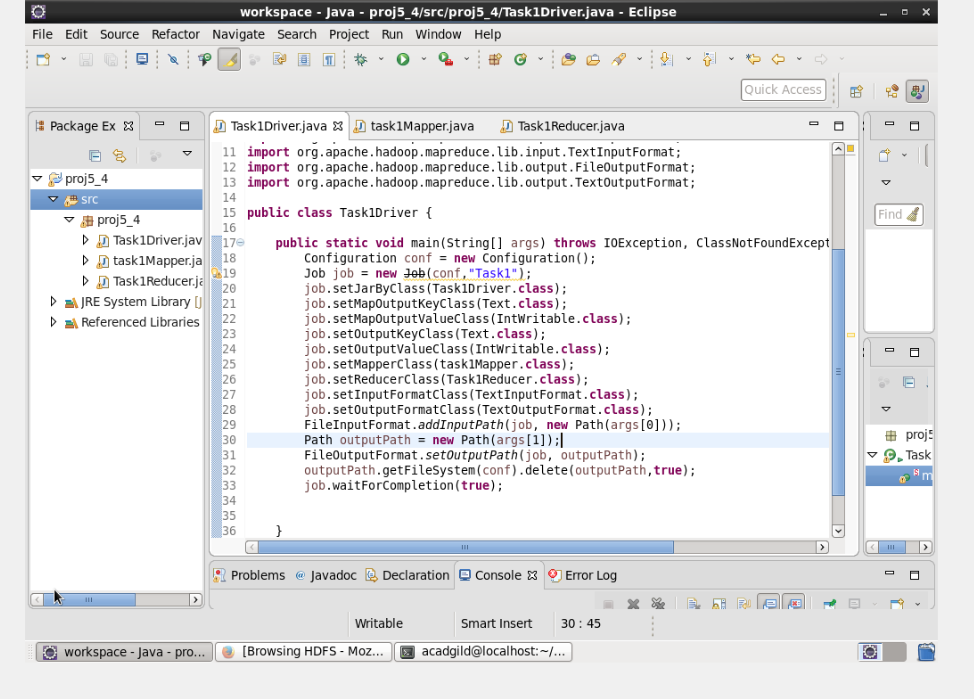 workspace - Java - proj5_4/src/proj5_4/Task1Driver.java - Eclipse
File Edit Source Refactor Navigate Search Project Run Window Help
Quick Access
Package Ex
Task1Driver.java task1Mapper.java Task1Reducer.java
proj5_4
src
proj5_4
Task1Driver.jav
task1Mapper.ja
Task1Reducer.ja
JRE System Library [
Referenced Libraries
11 import org.apache.hadoop.mapreduce.lib.input.TextInputFormat;
12 import org.apache.hadoop.mapreduce.lib.output.FileOutputFormat;
13 import org.apache.hadoop.mapreduce.lib.output.TextOutputFormat;
14
15 public class Task1Driver {
16
17 public static void main(String[] args) throws IOException, ClassNotFoundExcept
18 Configuration conf = new Configuration();
19 Job job = new Job(conf,"Task1");
20 job.setJarByClass(Task1Driver.class);
21 job.setMapOutputKeyClass(Text.class);
22 job.setMapOutputValueClass(IntWritable.class);
23 job.setOutputKeyClass(Text.class);
24 job.setOutputValueClass(IntWritable.class);
25 job.setMapperClass(task1Mapper.class);
26 job.setReducerClass(Task1Reducer.class);
27 job.setInputFormatClass(TextInputFormat.class);
28 job.setOutputFormatClass(TextOutputFormat.class);
29 FileInputFormat.addInputPath(job, new Path(args[0]));
30 Path outputPath = new Path(args[1]);
31 FileOutputFormat.setOutputPath(job, outputPath);
32 outputPath.getFileSystem(conf).delete(outputPath,true);
33 job.waitForCompletion(true);
34
35
36 }
Find
proj5
Task
m
Problems @ Javadoc Declaration Console Error Log
Writable Smart Insert 30 : 45
workspace - Java - pro... [Browsing HDFS - Moz... acadgild@localhost:~/...